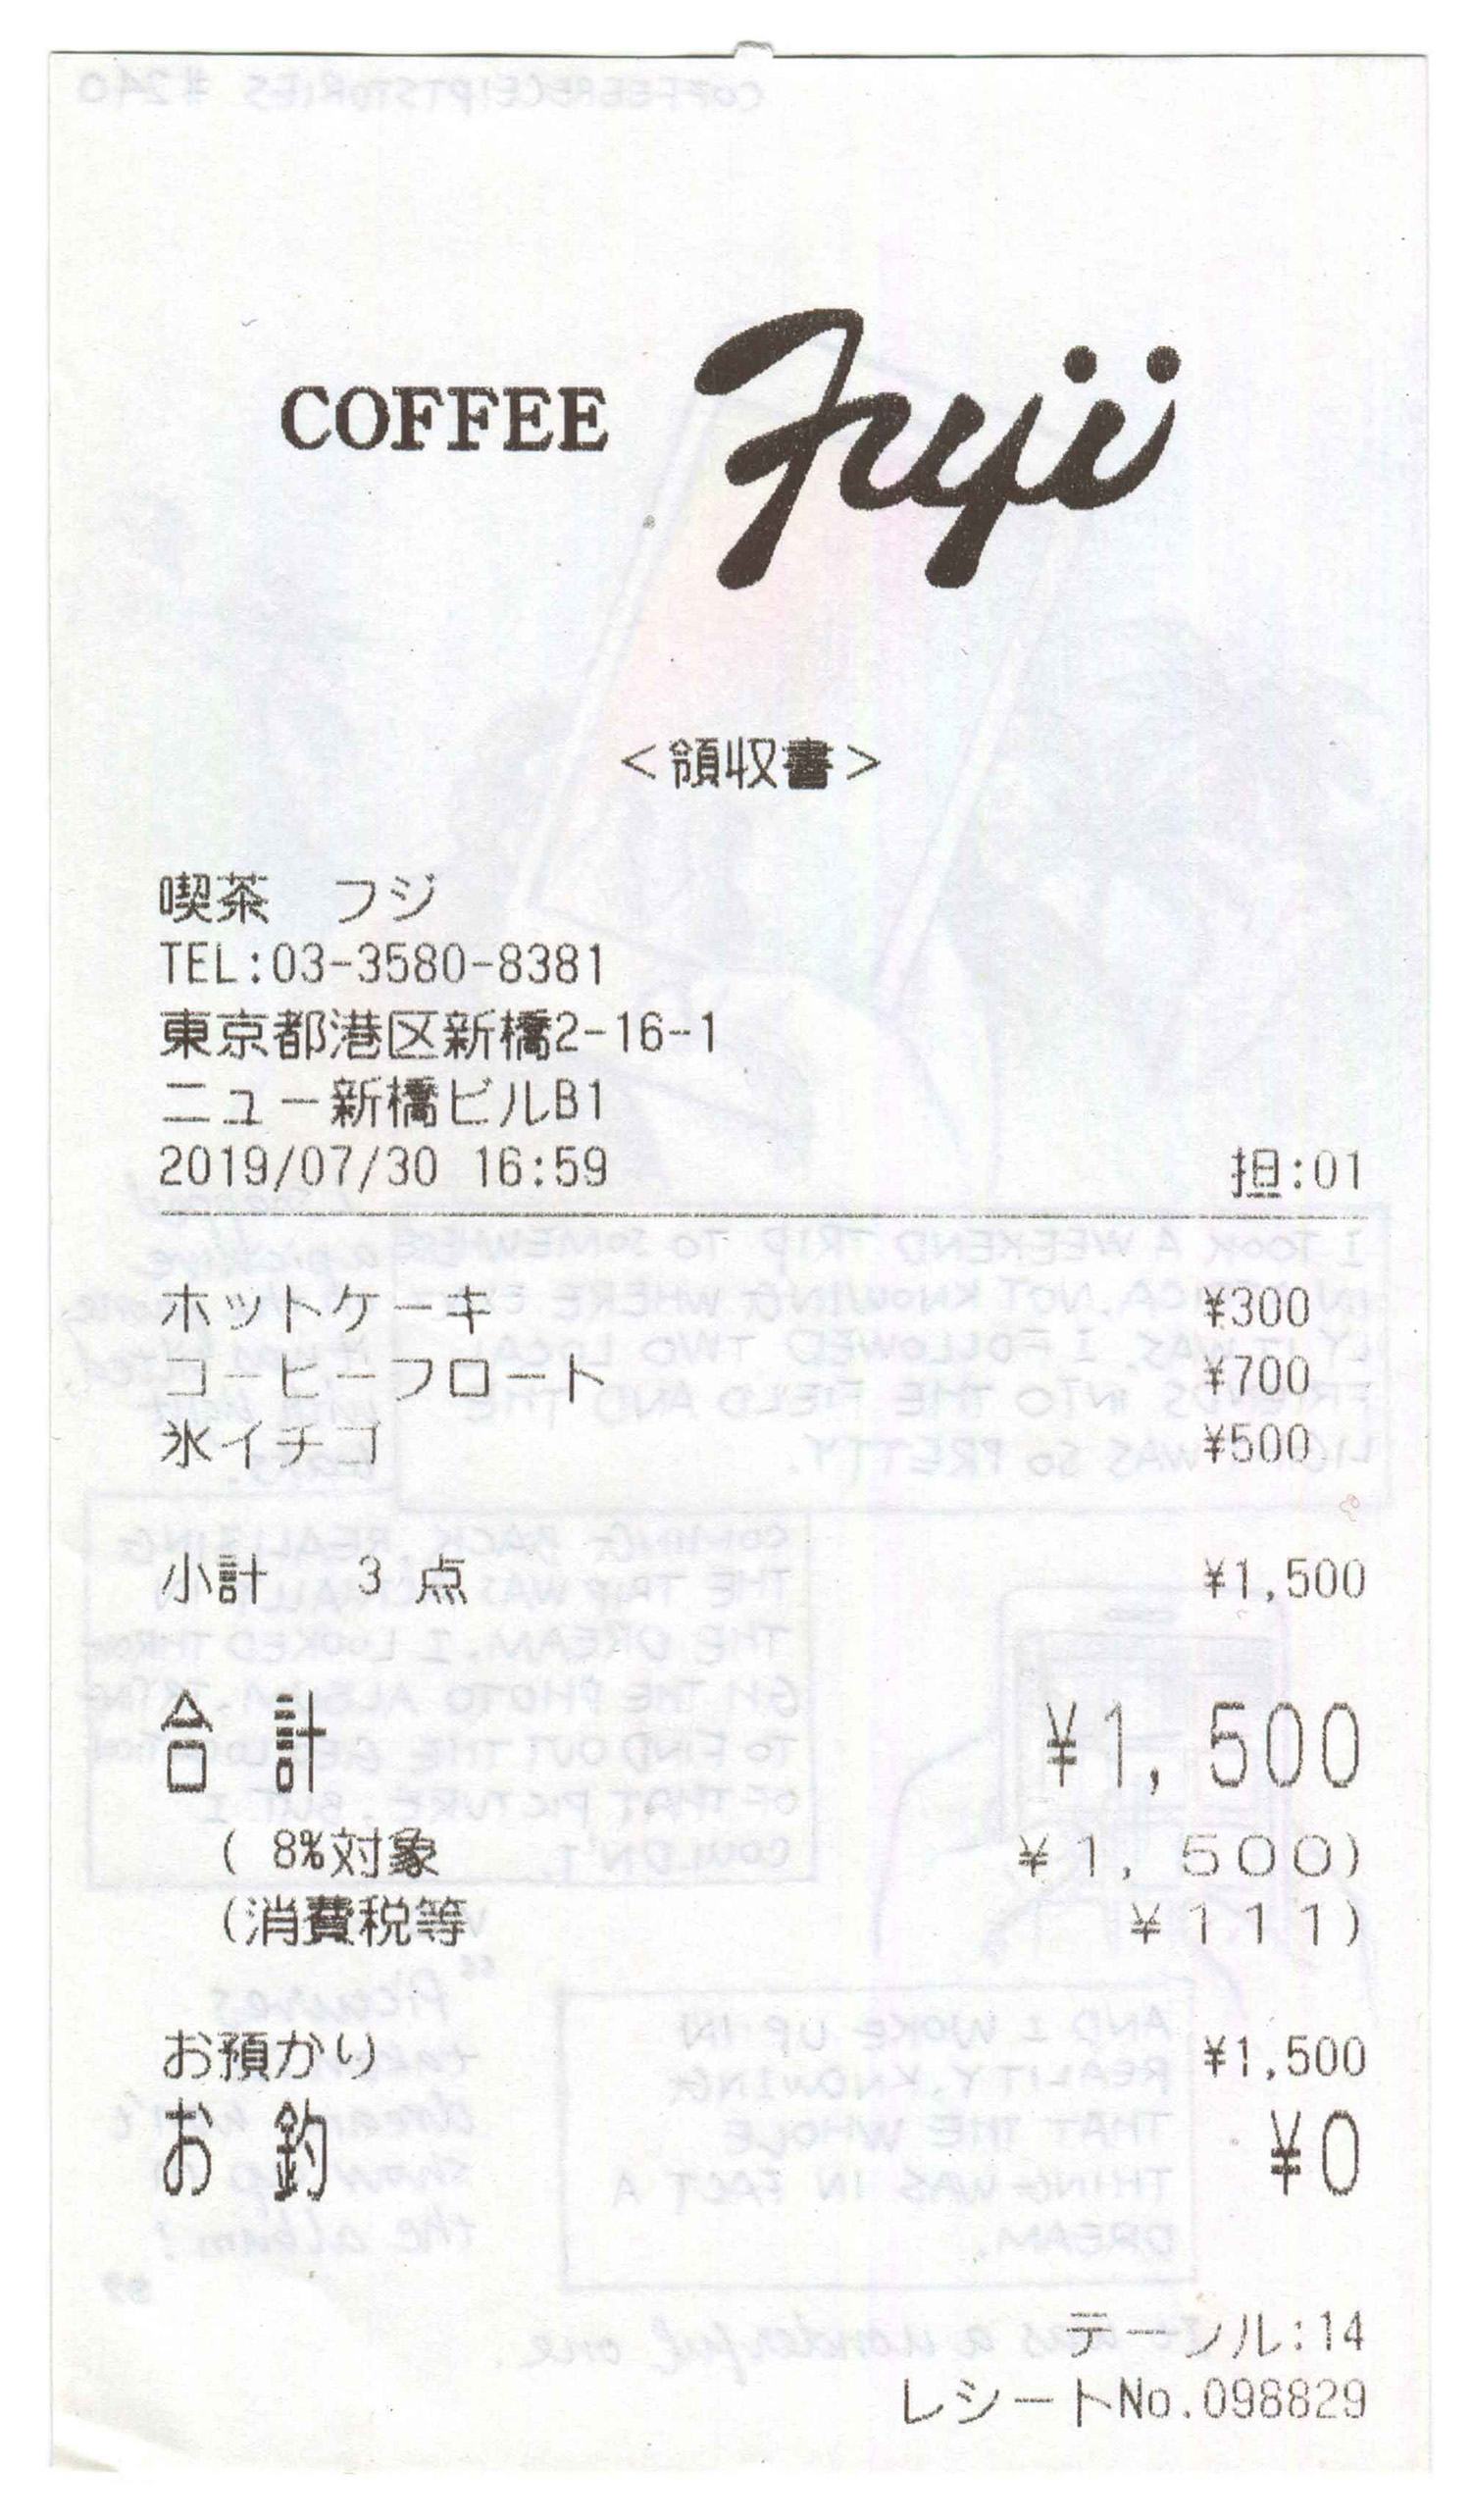 COFFEE Fuji
<領収書>
喫茶　フジ
TEL:03-3580-8381
東京都港区新橋2-16-1
ニュー新橋ビルB1
2019/07/30 16:59 担:01
ホットケーキ ¥300
コーヒーフロート ¥700
氷イチゴ ¥500
小計 3 点 ¥1,500
合 計 ¥1,500
( 8%対象 ¥1,500)
(消費税等 ¥111)
お預かり ¥1,500
お 釣 ¥0
テーブル:14
レシートNo.098829